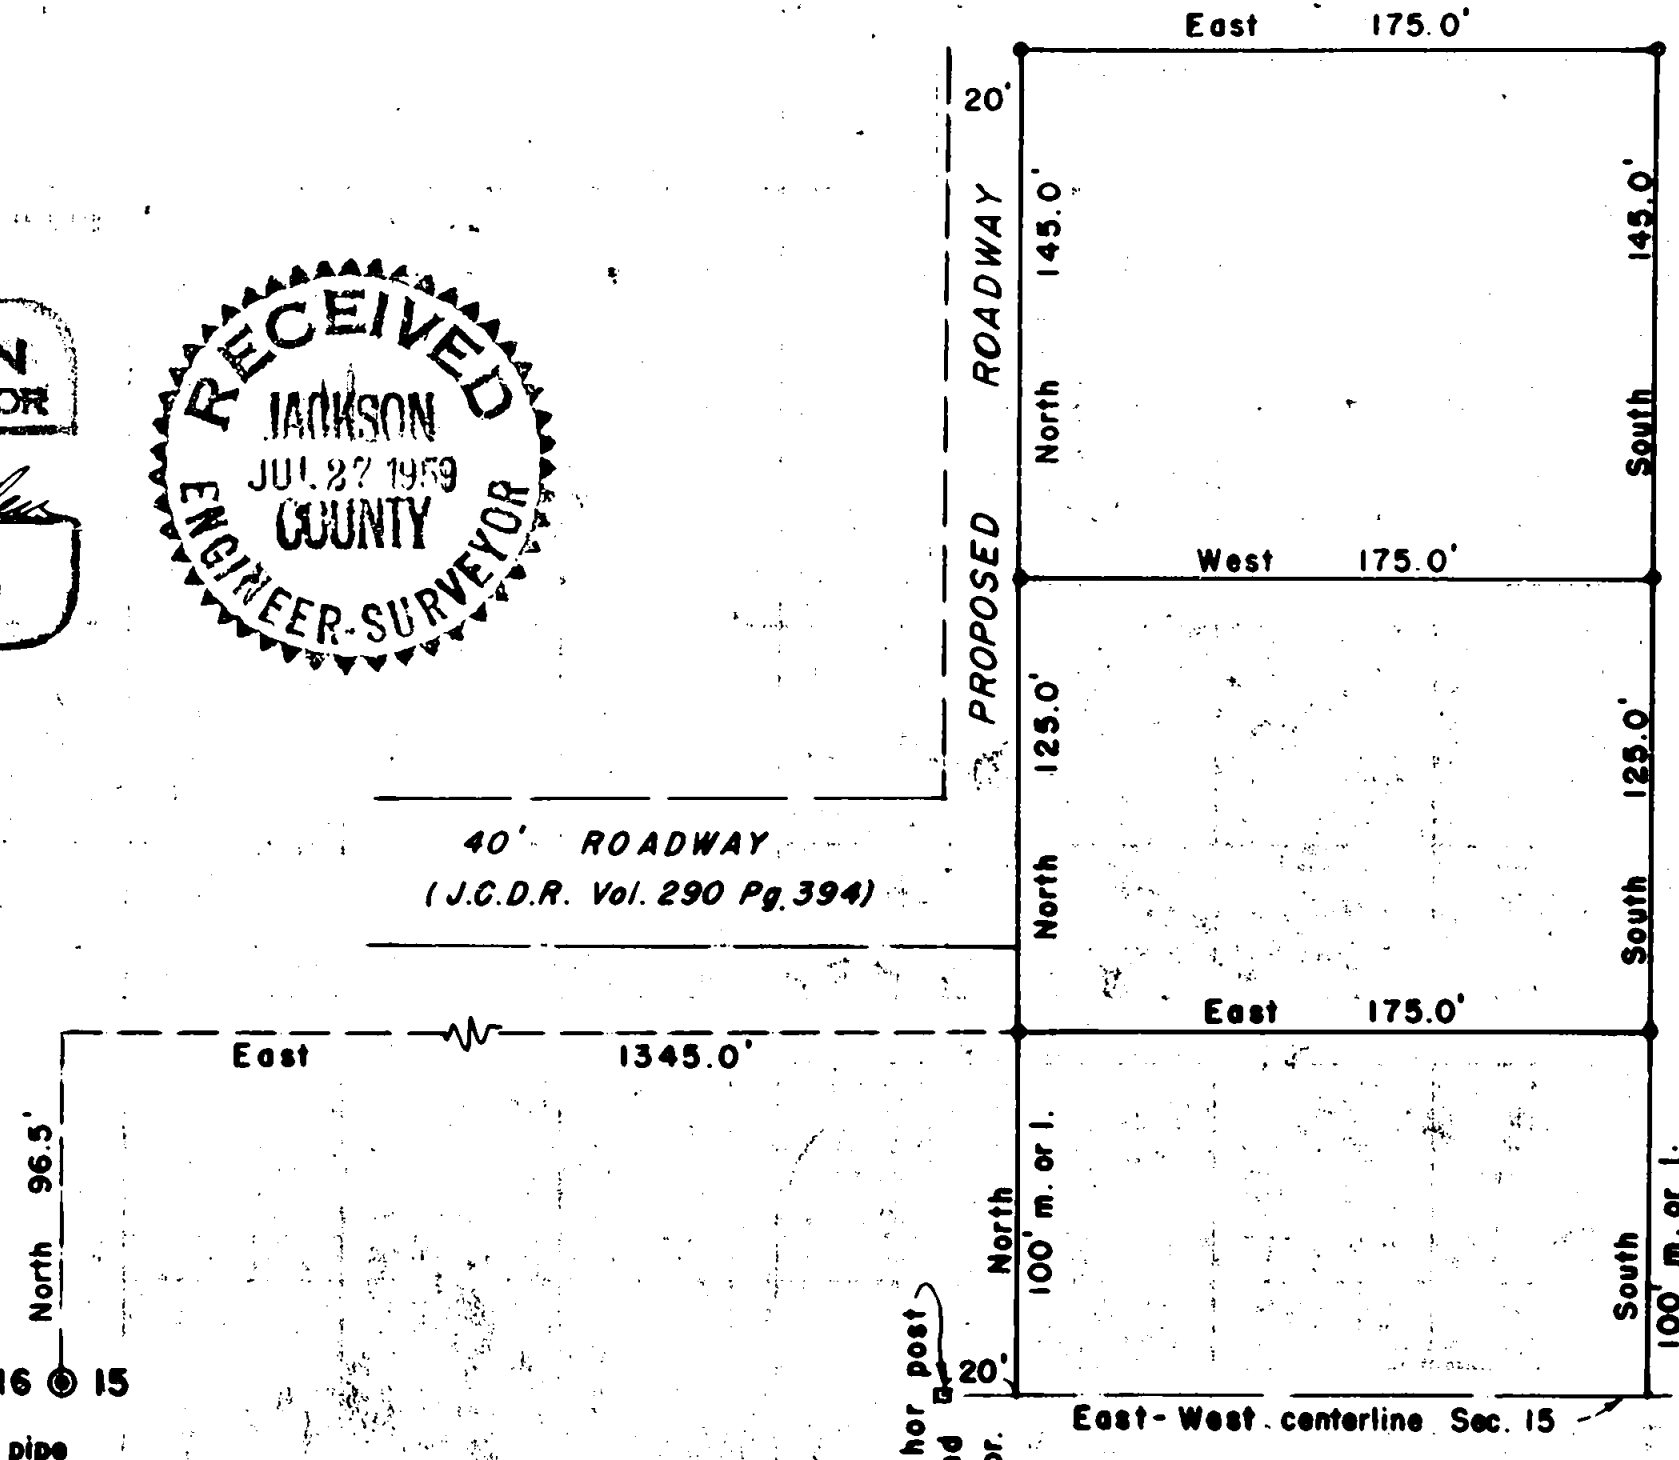 East 175.0'
20'
North 145.0'
South 145.0'
PROPOSED ROADWAY
RECEIVED
JACKSON
JUL 27 1959
COUNTY
ENGINEER-SURVEYOR
OR
West 175.0'
North 125.0'
South 125.0'
40' ROADWAY
(J.C.D.R. Vol. 290 Pg. 394)
East 175.0'
East 1345.0'
North 96.5'
North
100' m. or l.
South
100' m. or l.
16 15
pipe
hor post
20'
East-West centerline Sec. 15